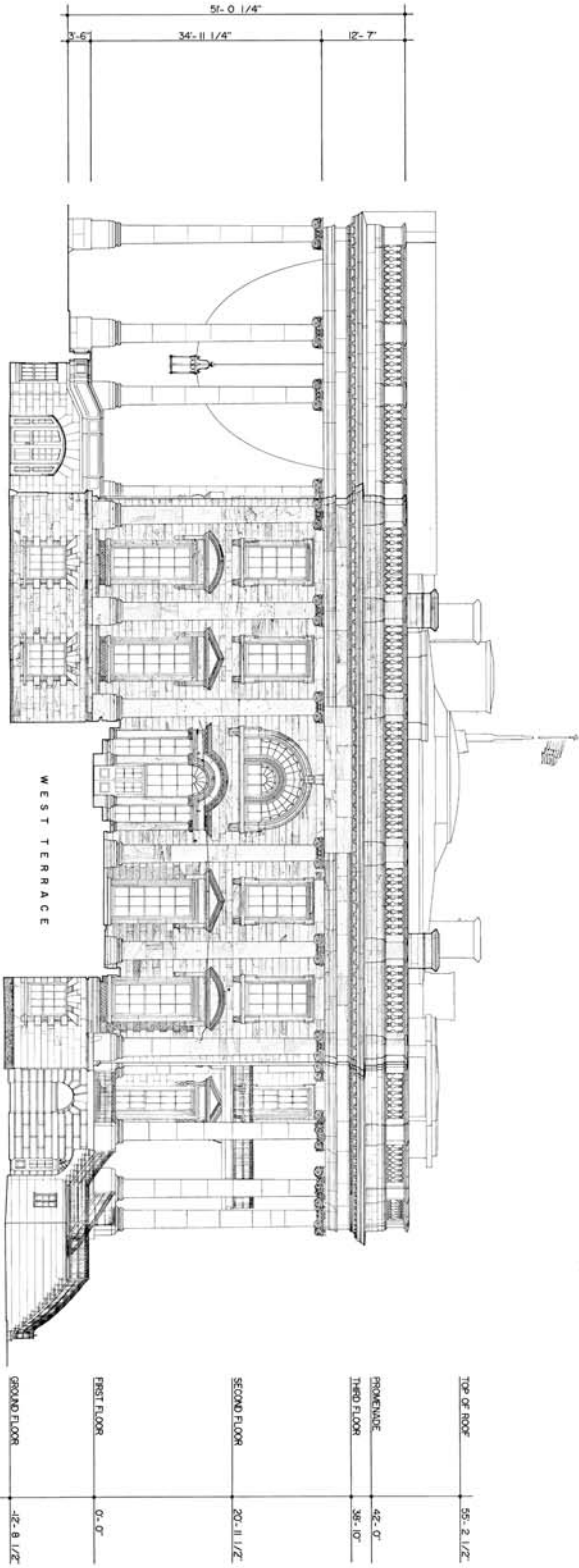 51'- 0 1/4"
3'-6"
34'- 11 1/4"
12'- 7"
WEST TERRACE
TOP OF ROOF 55'- 2 1/2"
PROMENADE 42'- 0"
THIRD FLOOR 38'- 10"
SECOND FLOOR 20'- 11 1/2"
FIRST FLOOR 0'- 0"
GROUND FLOOR -12'- 8 1/2"